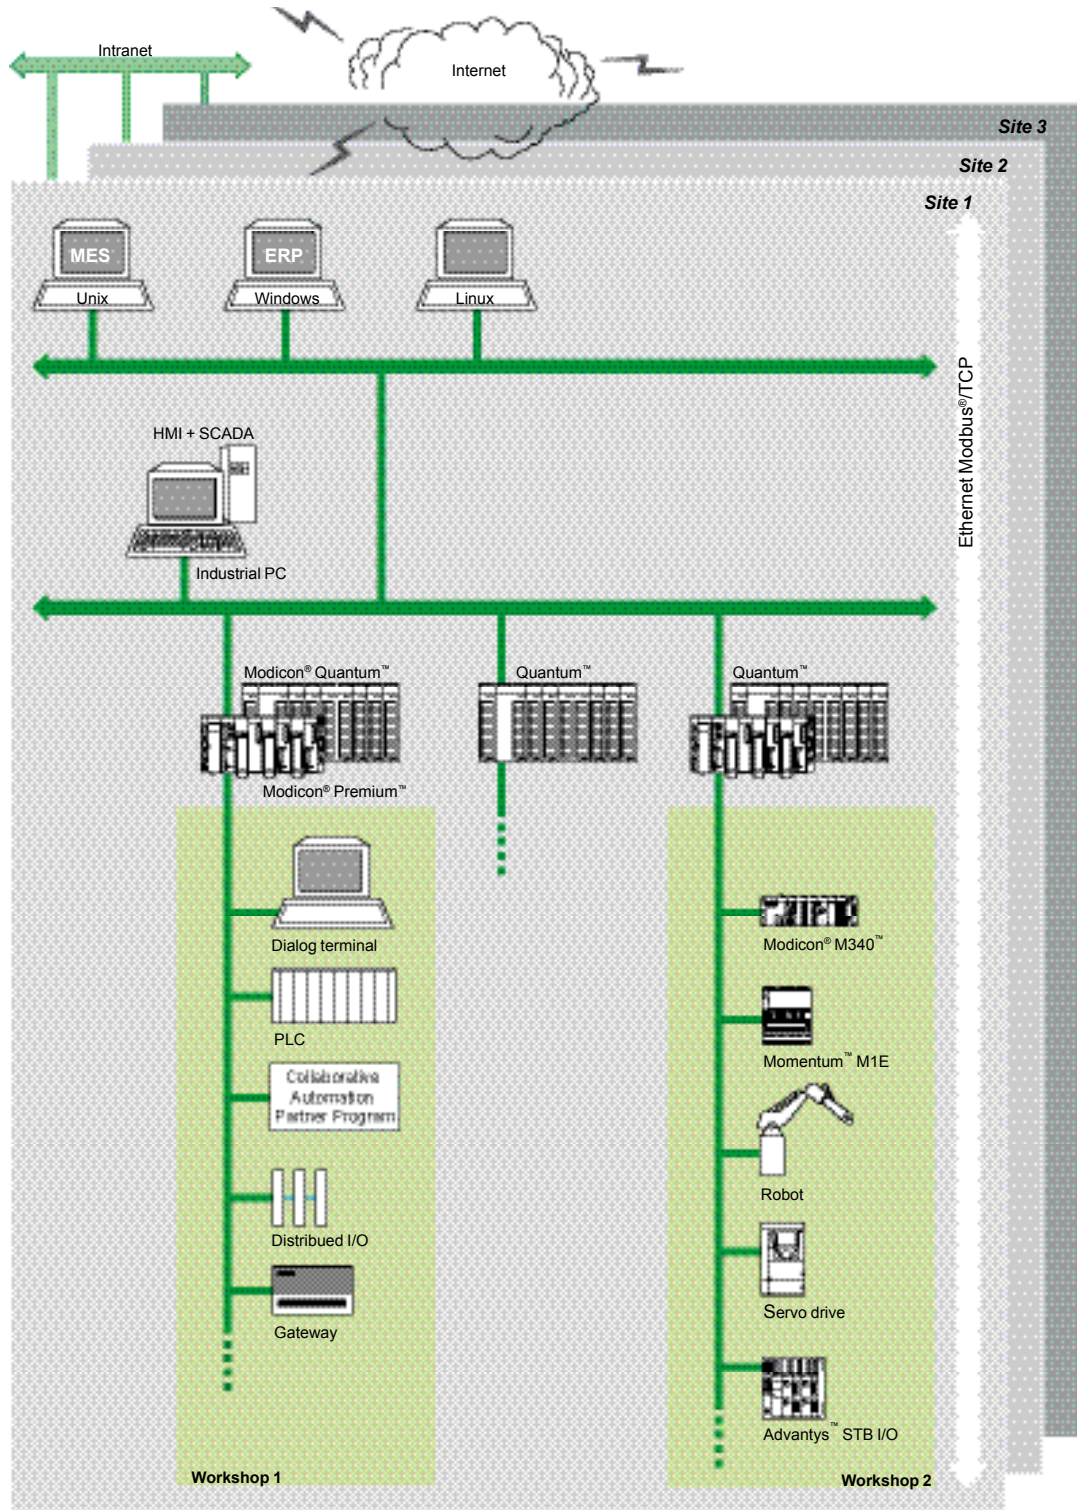 Intranet
Internet
Site 3
Site 2
Site 1
MES
ERP
Unix
Windows
Linux
Ethernet Modbus®/TCP
HMI + SCADA
Industrial PC
Modicon® Quantum™
Quantum™
Quantum™
Modicon® Premium™
Dialog terminal
Modicon® M340™
PLC
Momentum™ M1E
Collaborative
Automation
Partner Program
Robot
Distribued I/O
Servo drive
Gateway
Advantys™ STB I/O
Workshop 1
Workshop 2